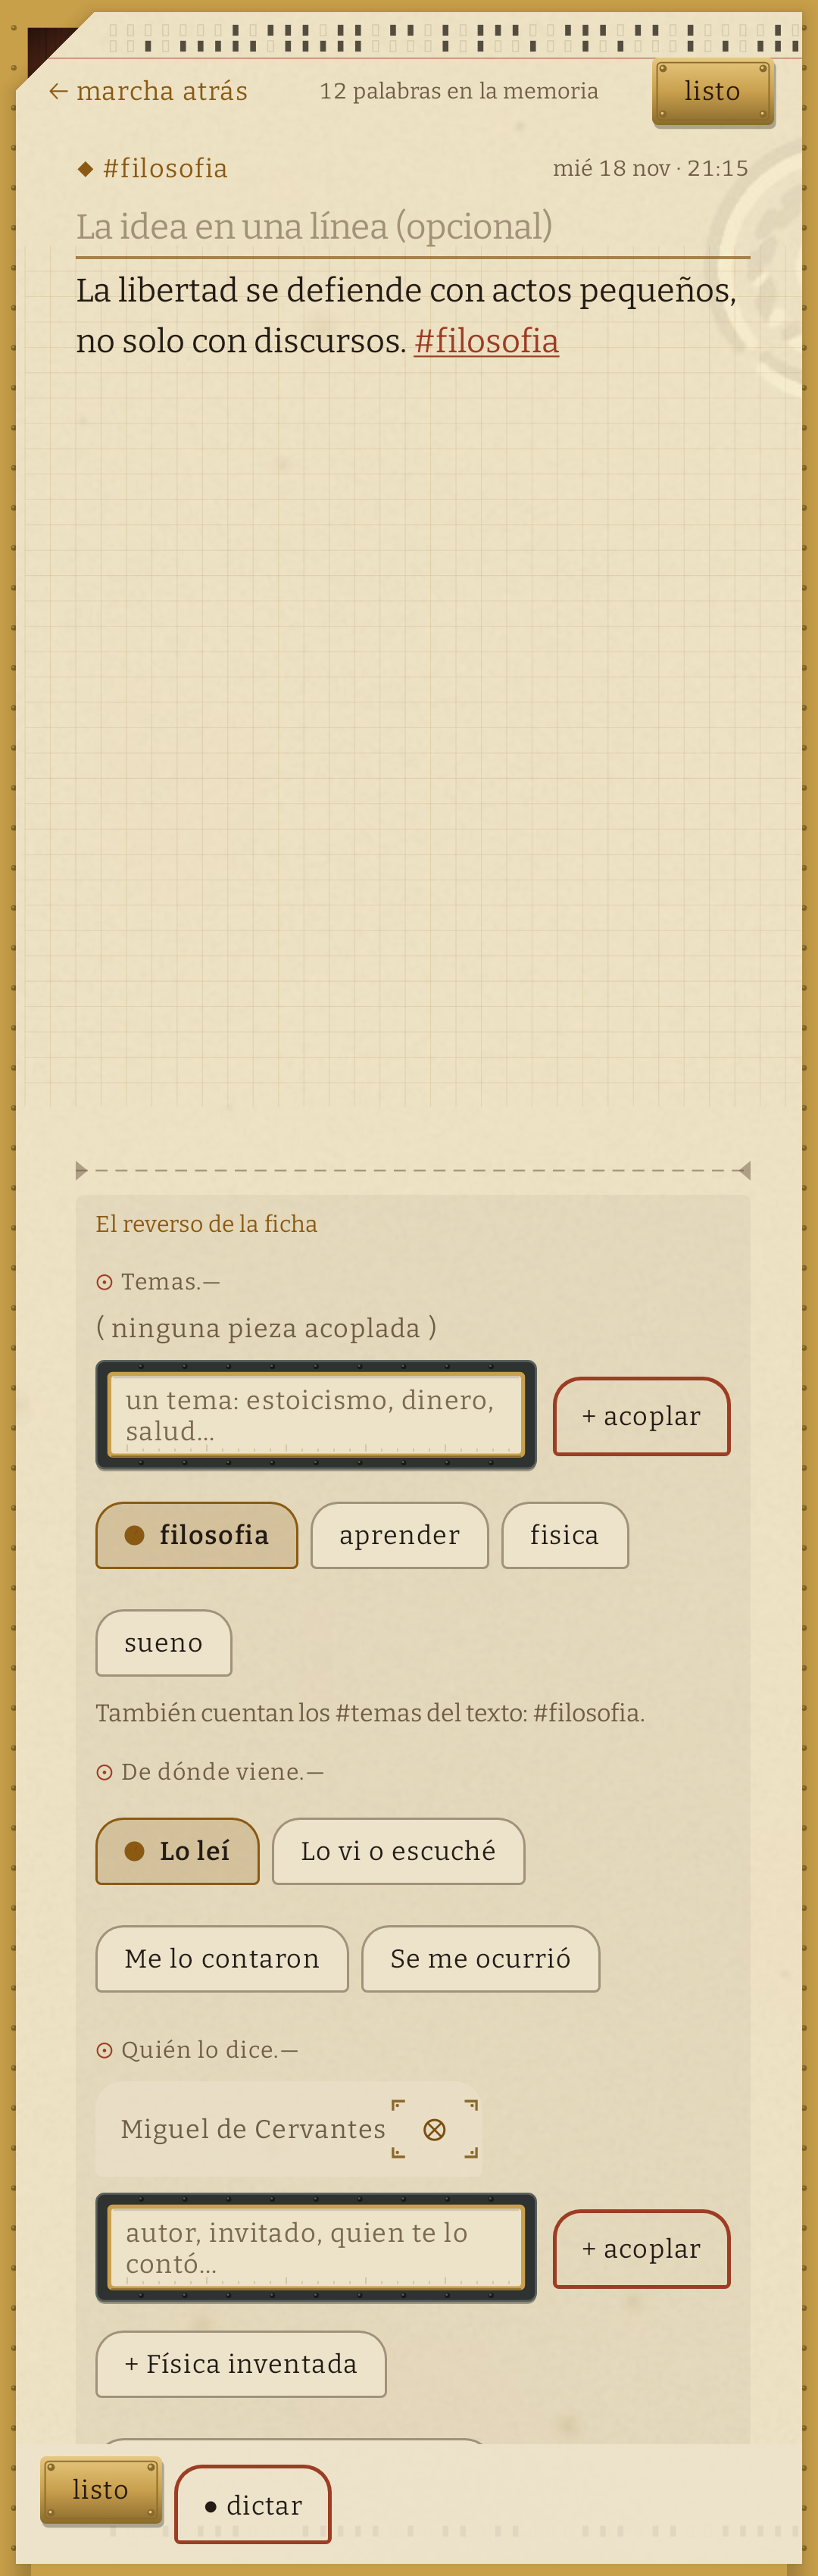 ← marcha atrás
12 palabras en la memoria
listo
◆ #filosofia
mié 18 nov · 21:15
La idea en una línea (opcional)
La libertad se defiende con actos pequeños,
no solo con discursos. #filosofia
El reverso de la ficha
⊙ Temas.—
( ninguna pieza acoplada )
un tema: estoicismo, dinero,
salud…
+ acoplar
● filosofia
aprender
fisica
sueno
También cuentan los #temas del texto: #filosofia.
⊙ De dónde viene.—
● Lo leí
Lo vi o escuché
Me lo contaron
Se me ocurrió
⊙ Quién lo dice.—
Miguel de Cervantes ⊗
autor, invitado, quien te lo
contó…
+ acoplar
+ Física inventada
listo
● dictar